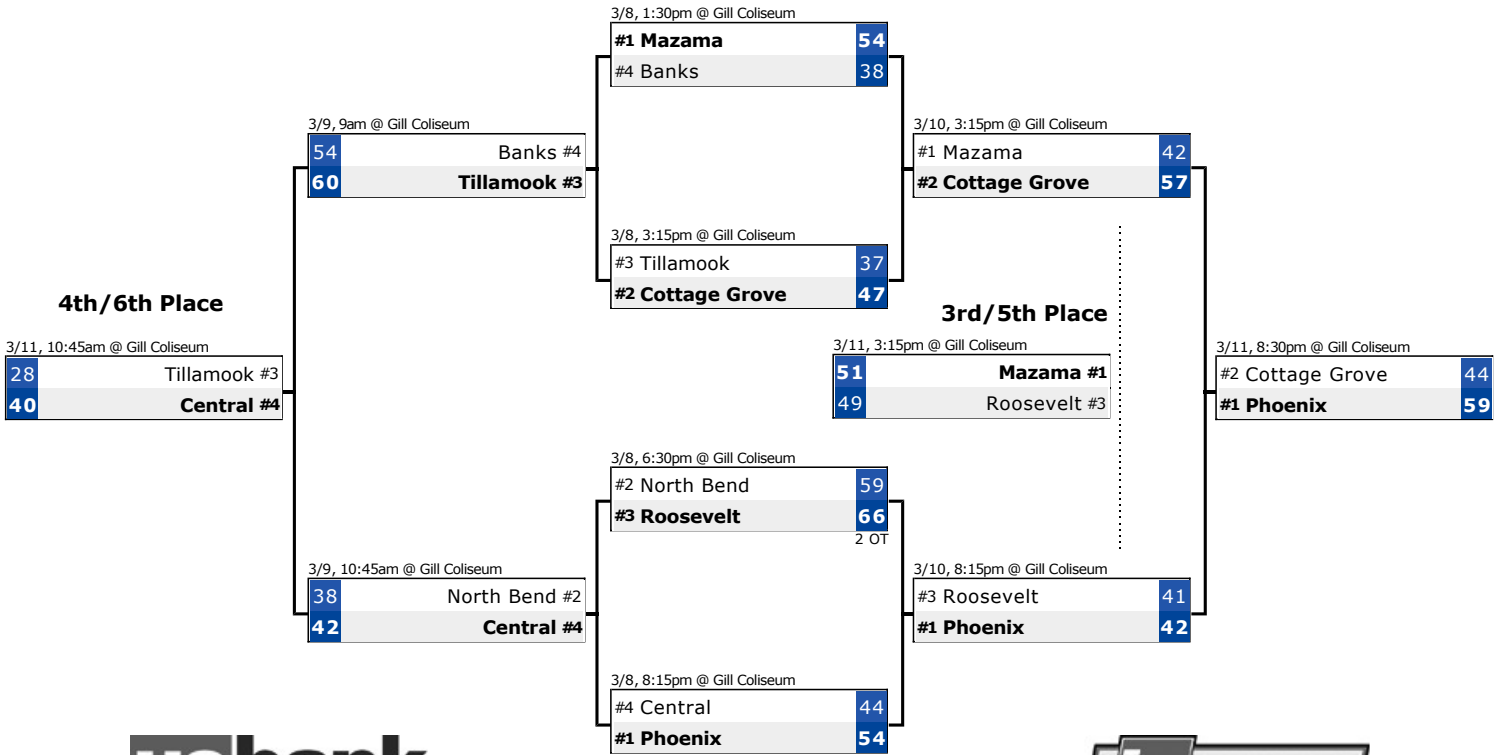 3/8, 1:30pm @ Gill Coliseum
#1 Mazama 54
#4 Banks 38
3/9, 9am @ Gill Coliseum
54 Banks #4
60 Tillamook #3
3/10, 3:15pm @ Gill Coliseum
#1 Mazama 42
#2 Cottage Grove 57
3/8, 3:15pm @ Gill Coliseum
#3 Tillamook 37
#2 Cottage Grove 47
4th/6th Place
3/11, 10:45am @ Gill Coliseum
28 Tillamook #3
40 Central #4
3rd/5th Place
3/11, 3:15pm @ Gill Coliseum
51 Mazama #1
49 Roosevelt #3
3/11, 8:30pm @ Gill Coliseum
#2 Cottage Grove 44
#1 Phoenix 59
3/8, 6:30pm @ Gill Coliseum
#2 North Bend 59
#3 Roosevelt 66
2 OT
3/9, 10:45am @ Gill Coliseum
38 North Bend #2
42 Central #4
3/10, 8:15pm @ Gill Coliseum
#3 Roosevelt 41
#1 Phoenix 42
3/8, 8:15pm @ Gill Coliseum
#4 Central 44
#1 Phoenix 54